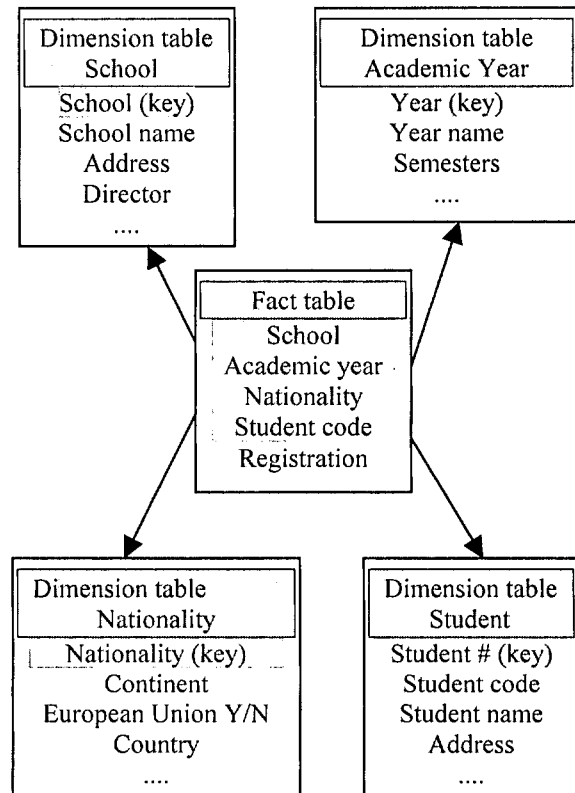 Dimension table
School
School (key)
School name
Address
Director
....
Dimension table
Academic Year
Year (key)
Year name
Semesters
....
Fact table
School
Academic year
Nationality
Student code
Registration
Dimension table
Nationality
Nationality (key)
Continent
European Union Y/N
Country
....
Dimension table
Student
Student # (key)
Student code
Student name
Address
....